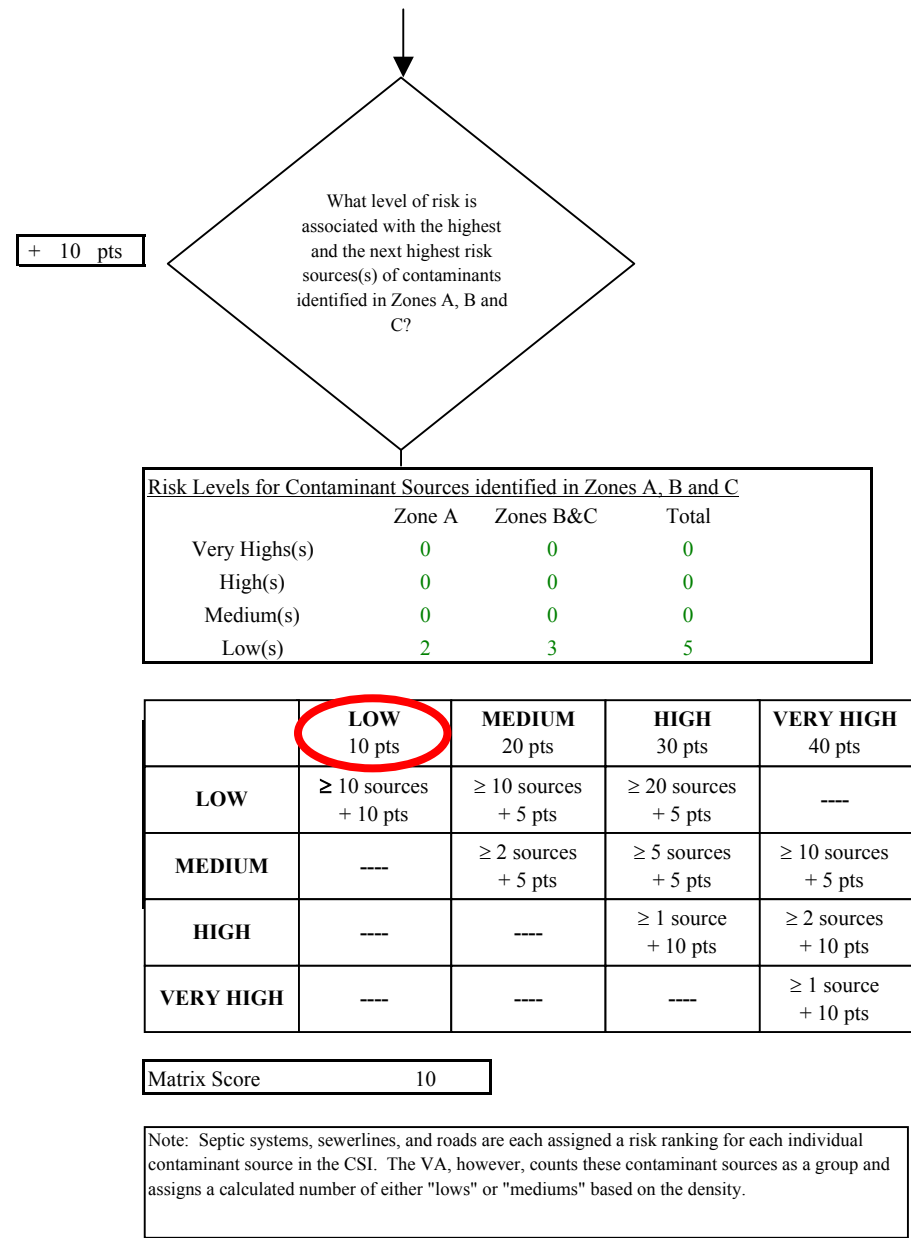 What level of risk is
associated with the highest
and the next highest risk
sources(s) of contaminants
identified in Zones A, B and
C?
+ 10 pts
Risk Levels for Contaminant Sources identified in Zones A, B and C
Zone A Zones B&C Total
Very Highs(s) 0 0 0
High(s) 0 0 0
Medium(s) 0 0 0
Low(s) 2 3 5
LOW MEDIUM HIGH VERY HIGH
10 pts 20 pts 30 pts 40 pts
LOW ≥ 10 sources ≥ 10 sources ≥ 20 sources ----
+ 10 pts + 5 pts + 5 pts
MEDIUM ---- ≥ 2 sources ≥ 5 sources ≥ 10 sources
+ 5 pts + 5 pts + 5 pts
HIGH ---- ---- ≥ 1 source ≥ 2 sources
+ 10 pts + 10 pts
VERY HIGH ---- ---- ---- ≥ 1 source
+ 10 pts
Matrix Score 10
Note: Septic systems, sewerlines, and roads are each assigned a risk ranking for each individual
contaminant source in the CSI. The VA, however, counts these contaminant sources as a group and
assigns a calculated number of either "lows" or "mediums" based on the density.